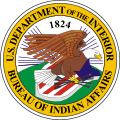 U.S. DEPARTMENT OF THE INTERIOR
1824
BUREAU OF INDIAN AFFAIRS